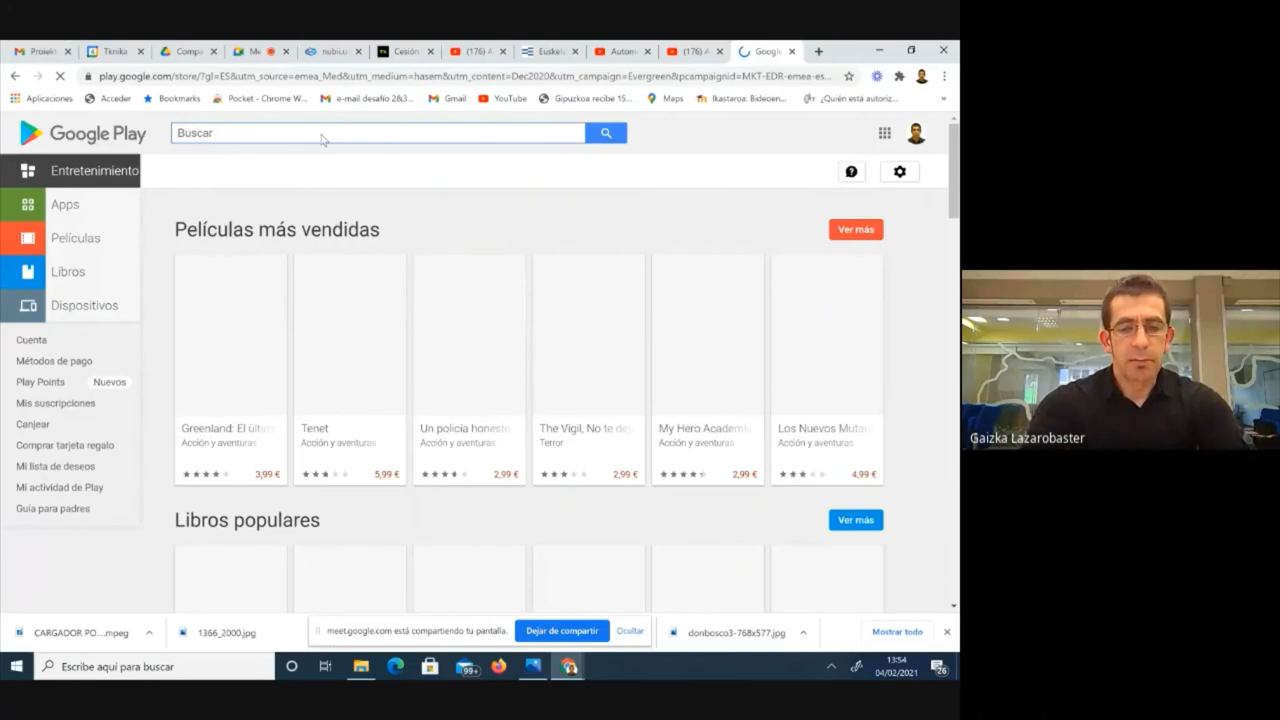 Proiekt
Tknika
Compa
Me
nubii.u
Cesión
(176) A
Euskel
Autom
(176) A
Google
play.google.com/store/?gl=ES&utm_source=emea_Med&utm_medium=hasem&utm_content=Dec2020&utm_campaign=Evergreen&pcampaignid=MKT-EDR-emea-es...
Aplicaciones
Acceder
Bookmarks
Pocket - Chrome W...
e-mail desafío 2&3...
Gmail
YouTube
Gipuzkoa recibe 15...
Maps
Ikastaroa: Bideoen...
¿Quién está autoriz...
»
Google Play
Buscar
Entretenimiento
Apps
Películas
Libros
Dispositivos
Cuenta
Métodos de pago
Play Points Nuevos
Mis suscripciones
Canjear
Comprar tarjeta regalo
Mi lista de deseos
Mi actividad de Play
Guía para padres
Películas más vendidas
Ver más
Greenland: El últim
Acción y aventuras
3,99 €
Tenet
Acción y aventuras
5,99 €
Un policía honesto
Acción y aventuras
2,99 €
The Vigil, No te dej
Terror
2,99 €
My Hero Academia
Acción y aventuras
2,99 €
Los Nuevos Mutan
Acción y aventuras
4,99 €
Libros populares
Ver más
CARGADOR PO....mpeg
1366_2000.jpg
meet.google.com está compartiendo tu pantalla.
Dejar de compartir
Ocultar
donbosco3-768x577.jpg
Mostrar todo
Escribe aquí para buscar
99+
13:54
04/02/2021
26
Gaizka Lazarobaster